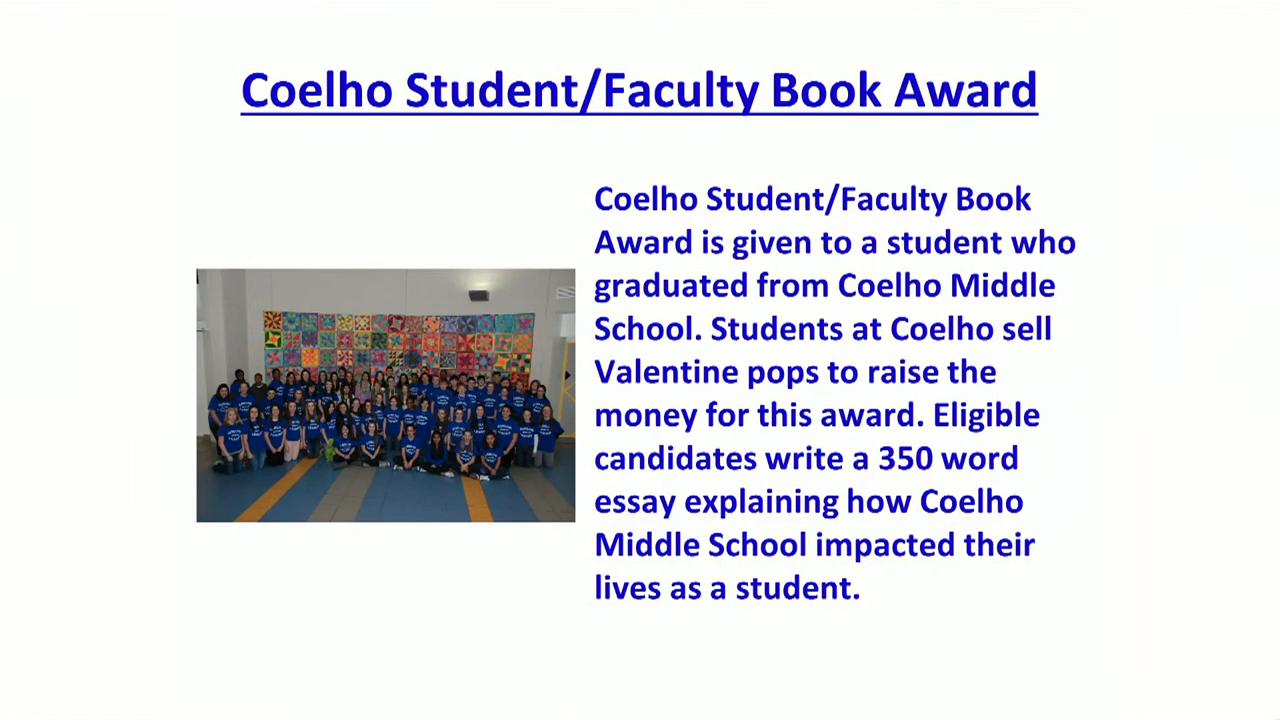 Coelho Student/Faculty Book Award
Coelho Student/Faculty Book
Award is given to a student who
graduated from Coelho Middle
School. Students at Coelho sell
Valentine pops to raise the
money for this award. Eligible
candidates write a 350 word
essay explaining how Coelho
Middle School impacted their
lives as a student.